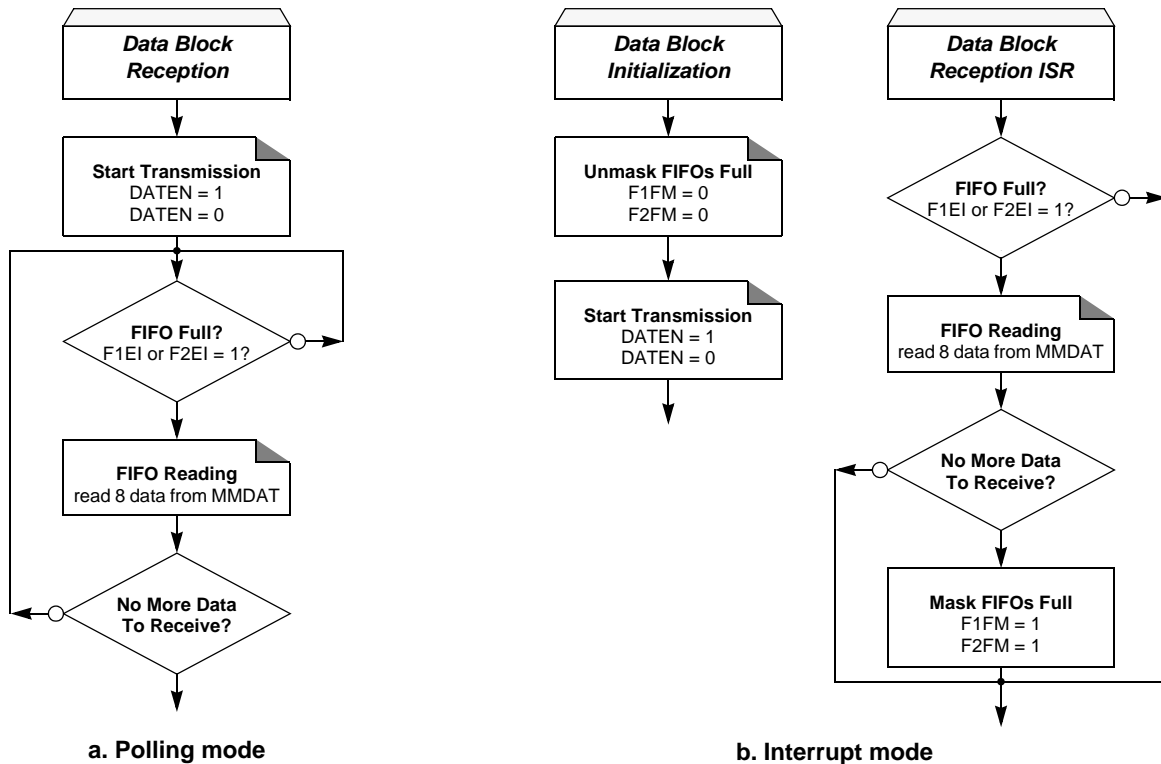 Data Block
Reception
Start Transmission
DATEN = 1
DATEN = 0
FIFO Full?
F1EI or F2EI = 1?
FIFO Reading
read 8 data from MMDAT
No More Data
To Receive?
a. Polling mode
Data Block
Initialization
Unmask FIFOs Full
F1FM = 0
F2FM = 0
Start Transmission
DATEN = 1
DATEN = 0
Data Block
Reception ISR
FIFO Full?
F1EI or F2EI = 1?
FIFO Reading
read 8 data from MMDAT
No More Data
To Receive?
Mask FIFOs Full
F1FM = 1
F2FM = 1
b. Interrupt mode